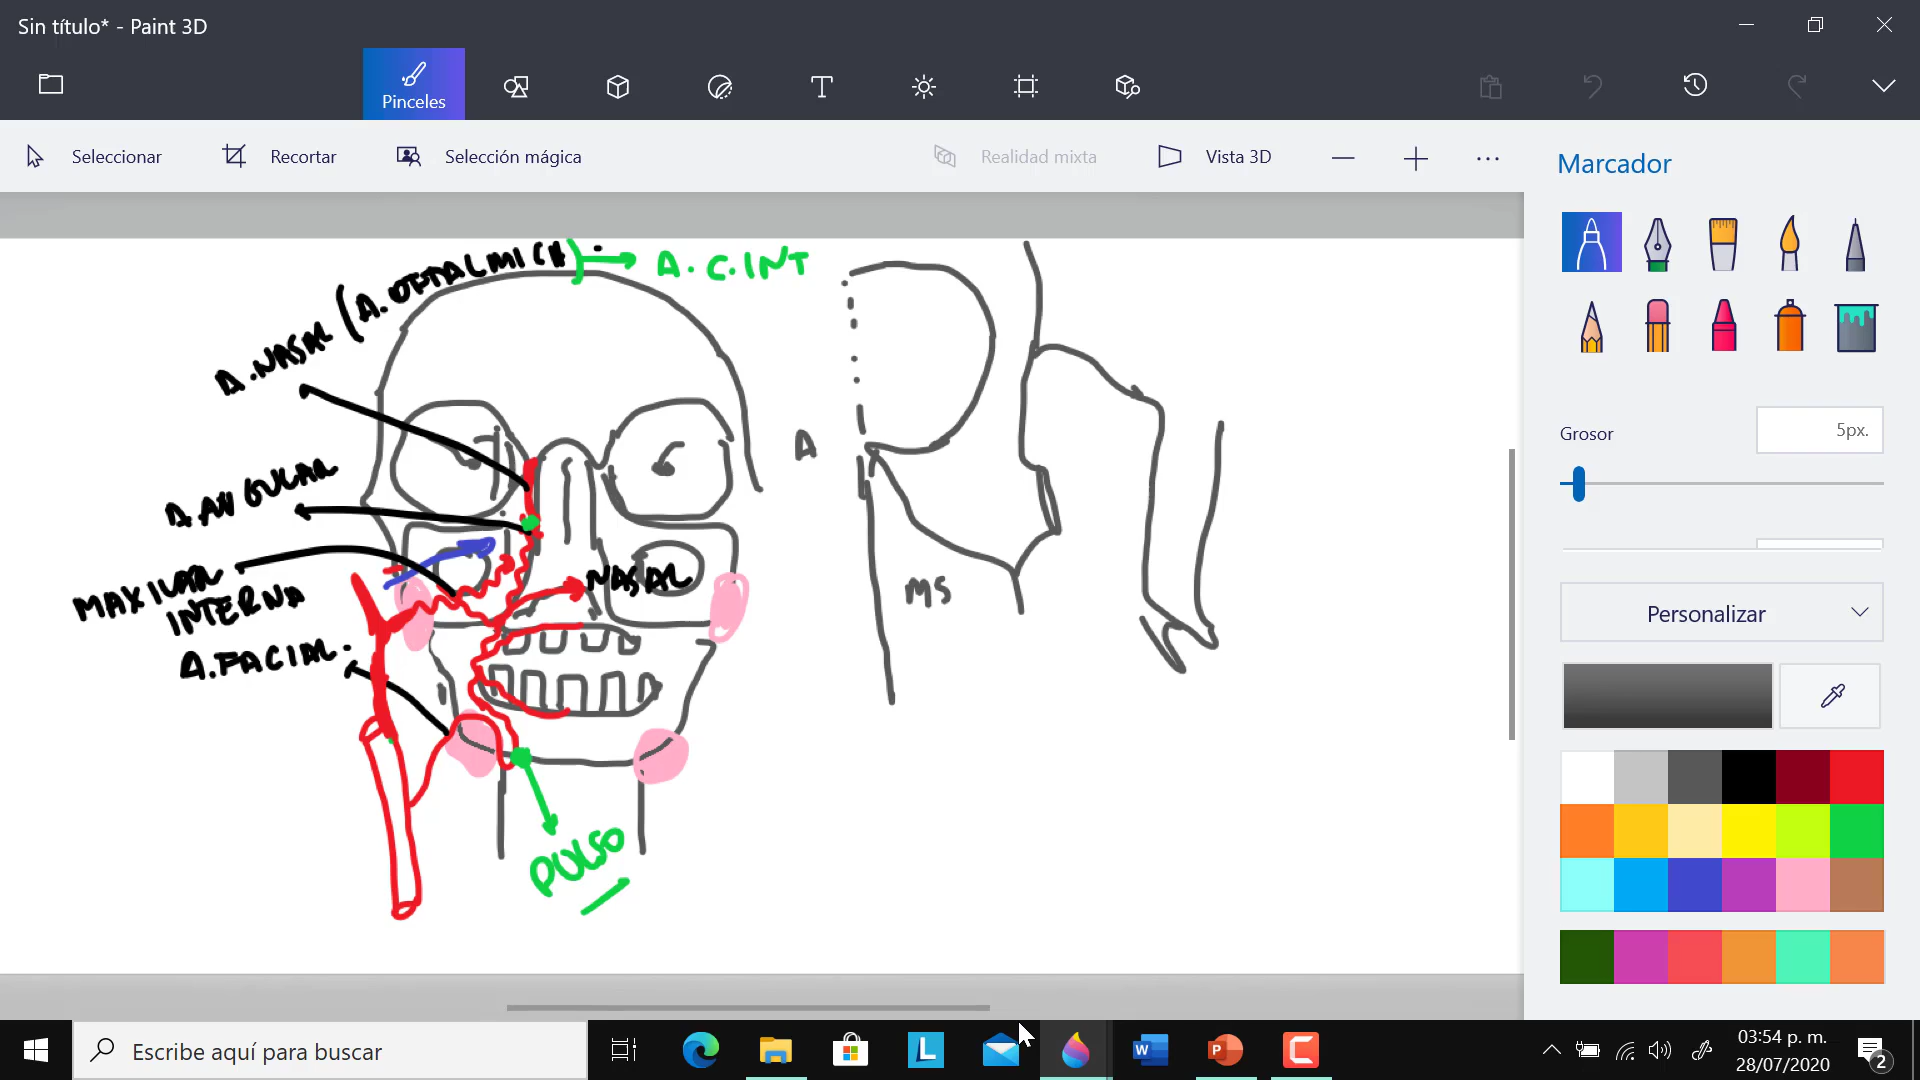 Sin título* - Paint 3D
Pinceles
Seleccionar
Recortar
Selección mágica
Realidad mixta
Vista 3D
Marcador
Grosor
5px.
Personalizar
A.NASAL (A.OFTALMICA)
A.C.INT
A.ANGULAR
A
MAXILAR
INTERNA
NASAL
MS
A.FACIAL.
PULSO
Escribe aquí para buscar
03:54 p. m.
28/07/2020
2